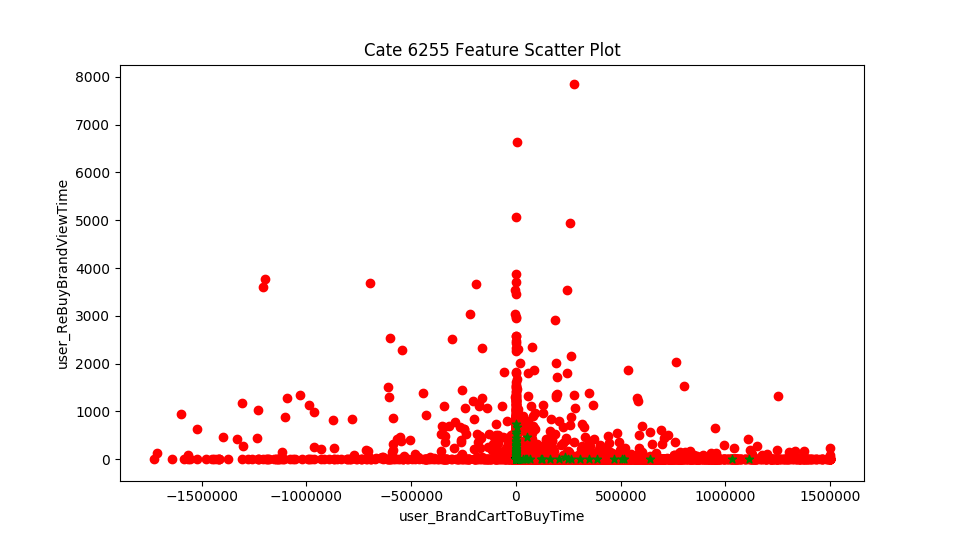 Cate 6255 Feature Scatter Plot
user_ReBuyBrandViewTime
8000
7000
6000
5000
4000
3000
2000
1000
0
−1500000 −1000000 −500000 0 500000 1000000 1500000
user_BrandCartToBuyTime